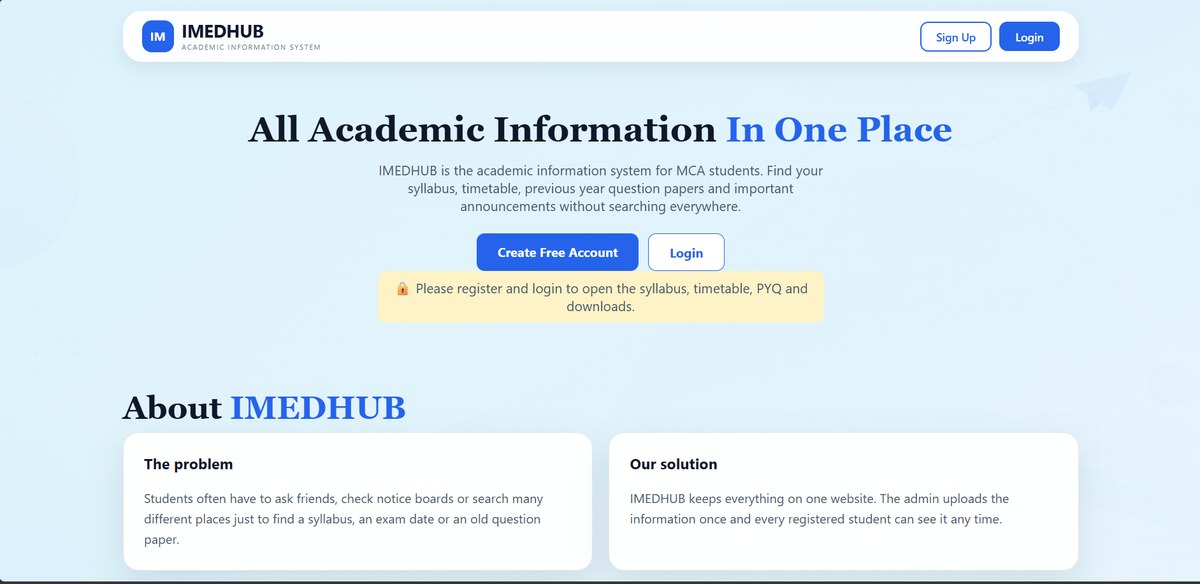 IM
IMEDHUB
ACADEMIC INFORMATION SYSTEM
Sign Up
Login
All Academic Information In One Place
IMEDHUB is the academic information system for MCA students. Find your
syllabus, timetable, previous year question papers and important
announcements without searching everywhere.
Create Free Account
Login
🔒 Please register and login to open the syllabus, timetable, PYQ and
downloads.
About IMEDHUB
The problem
Students often have to ask friends, check notice boards or search many
different places just to find a syllabus, an exam date or an old question
paper.
Our solution
IMEDHUB keeps everything on one website. The admin uploads the
information once and every registered student can see it any time.